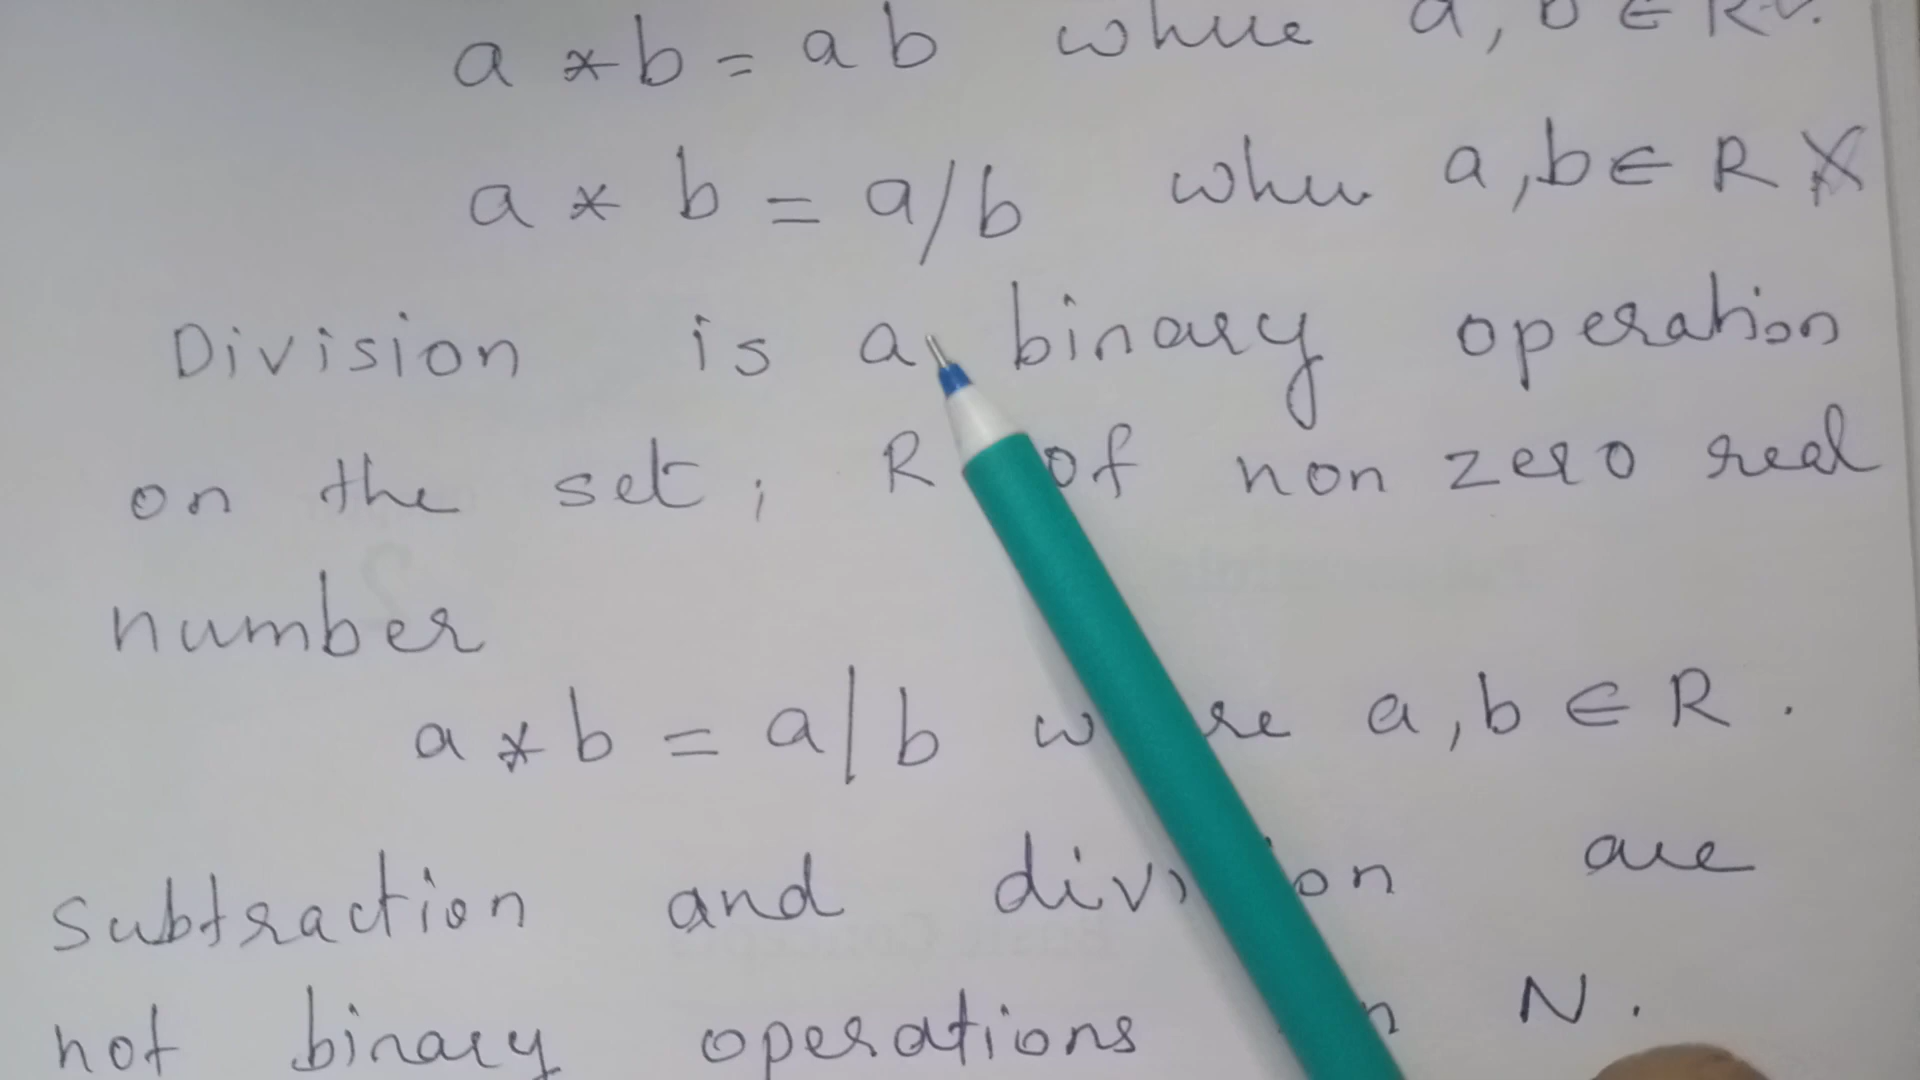 a * b = ab where a, b ∈ R
a * b = a/b when a, b ∈ R X
Division is a binary operation
on the set, R of non zero real
number
a * b = a/b where a, b ∈ R.
Subtraction and division are
not binary operations N.